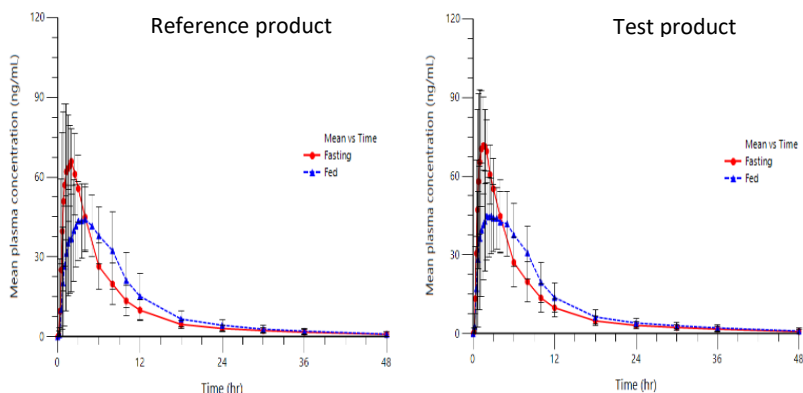 Reference product
Mean plasma concentration (ng/mL)
120
90
60
30
0
Mean vs Time
Fasting
Fed
0
12
24
36
48
Time (hr)
Test product
Mean plasma concentration (ng/mL)
120
90
60
30
0
Mean vs Time
Fasting
Fed
0
12
24
36
48
Time (hr)